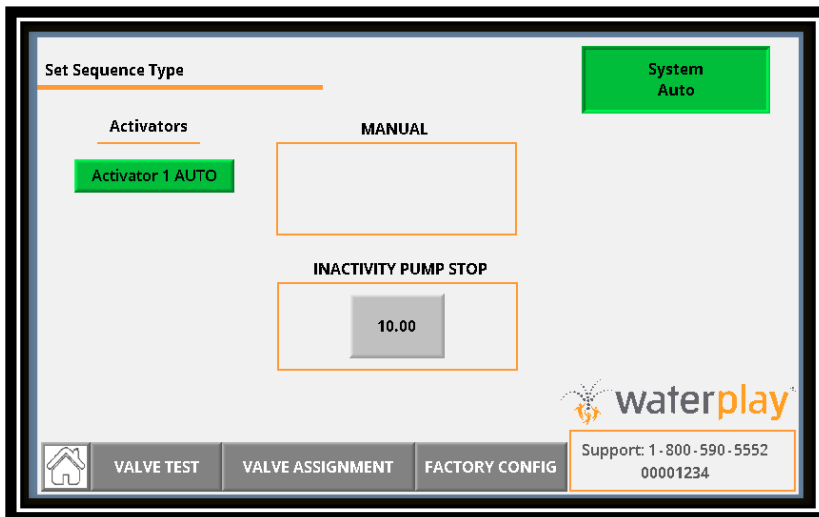 Set Sequence Type
System
Auto
Activators
MANUAL
Activator 1 AUTO
INACTIVITY PUMP STOP
10.00
waterplay
VALVE TEST
VALVE ASSIGNMENT
FACTORY CONFIG
Support: 1-800-590-5552
00001234